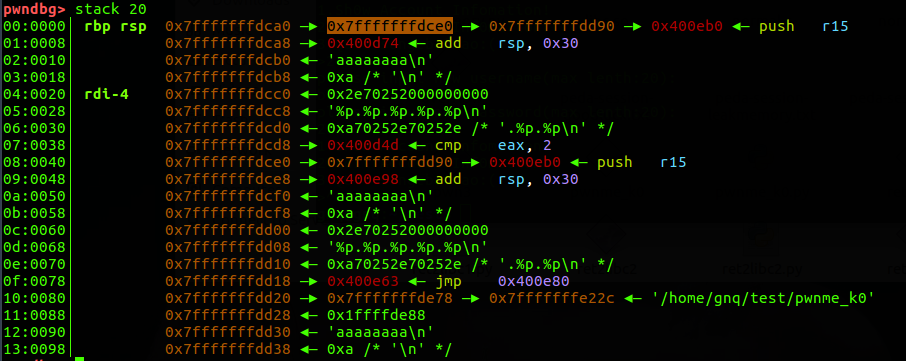 pwndbg> stack 20
00:0000│ rbp rsp  0x7fffffffdca0 —▸ 0x7fffffffdce0 —▸ 0x7fffffffdd90 —▸ 0x400eb0 ◂— push   r15
01:0008│          0x7fffffffdca8 —▸ 0x400d74 ◂— add    rsp, 0x30
02:0010│          0x7fffffffdcb0 ◂— 'aaaaaaaa\n'
03:0018│          0x7fffffffdcb8 ◂— 0xa /* '\n' */
04:0020│ rdi-4    0x7fffffffdcc0 ◂— 0x2e70252000000000
05:0028│          0x7fffffffdcc8 ◂— '%p.%p.%p.%p.%p\n'
06:0030│          0x7fffffffdcd0 ◂— 0xa70252e70252e /* '.%p.%p\n' */
07:0038│          0x7fffffffdcd8 —▸ 0x400d4d ◂— cmp    eax, 2
08:0040│          0x7fffffffdce0 —▸ 0x7fffffffdd90 —▸ 0x400eb0 ◂— push   r15
09:0048│          0x7fffffffdce8 —▸ 0x400e98 ◂— add    rsp, 0x30
0a:0050│          0x7fffffffdcf0 ◂— 'aaaaaaaa\n'
0b:0058│          0x7fffffffdcf8 ◂— 0xa /* '\n' */
0c:0060│          0x7fffffffdd00 ◂— 0x2e70252000000000
0d:0068│          0x7fffffffdd08 ◂— '%p.%p.%p.%p.%p\n'
0e:0070│          0x7fffffffdd10 ◂— 0xa70252e70252e /* '.%p.%p\n' */
0f:0078│          0x7fffffffdd18 —▸ 0x400e63 ◂— jmp    0x400e80
10:0080│          0x7fffffffdd20 —▸ 0x7fffffffde78 —▸ 0x7fffffffe22c ◂— '/home/gnq/test/pwnme_k0'
11:0088│          0x7fffffffdd28 ◂— 0x1ffffde88
12:0090│          0x7fffffffdd30 ◂— 'aaaaaaaa\n'
13:0098│          0x7fffffffdd38 ◂— 0xa /* '\n' */